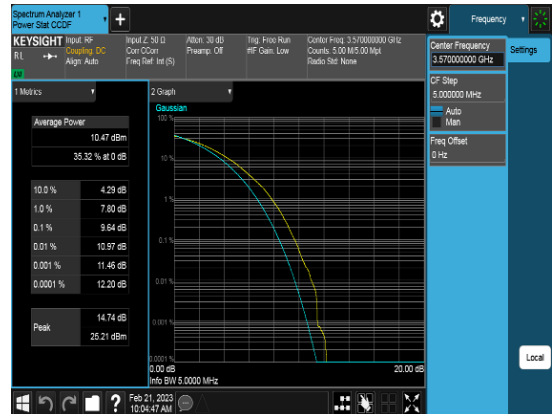 Spectrum Analyzer 1
Power Stat CCDF
Frequency
KEYSIGHT
Input: RF
Coupling: DC
Align: Auto
Input Z: 50 Ω
Corr CCorr
Freq Ref: Int (S)
Atten: 30 dB
Preamp: Off
Trig: Free Run
#IF Gain: Low
Center Freq: 3.570000000 GHz
Counts: 5.00 M/5.00 Mpt
Radio Std: None
Center Frequency
3.570000000 GHz
Settings
CF Step
5.000000 MHz
Auto
Man
Freq Offset
0 Hz
1 Metrics
2 Graph
Average Power
10.47 dBm
35.32 % at 0 dB
10.0 % 4.29 dB
1.0 % 7.80 dB
0.1 % 9.64 dB
0.01 % 10.97 dB
0.001 % 11.46 dB
0.0001 % 12.20 dB
Peak
14.74 dB
25.21 dBm
Gaussian
100 %
10 %
1 %
0.1 %
0.01 %
0.001 %
0.0001 %
0.00 dB 20.00 dB
Info BW 5.0000 MHz
Local
Feb 21, 2023
10:04:47 AM